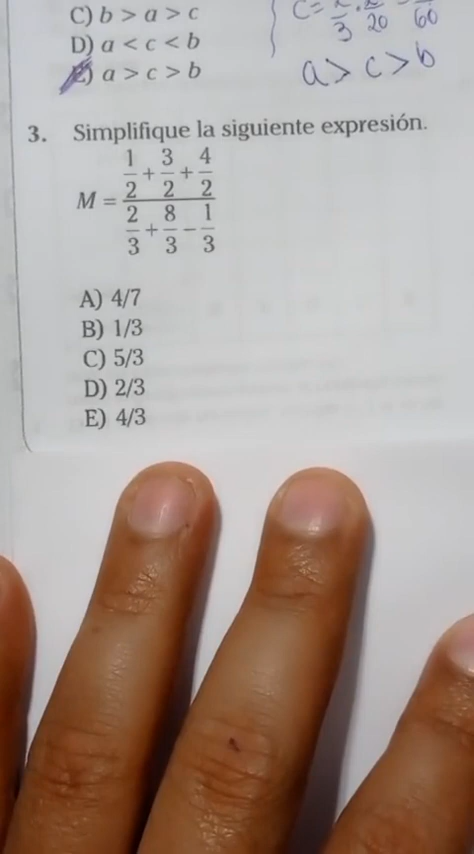 C) b > a > c
D) a < c < b
E) a > c > b
a > c > b
3. Simplifique la siguiente expresión.
M = (1/2 + 3/2 + 4/2) / (2/3 + 8/3 − 1/3)
A) 4/7
B) 1/3
C) 5/3
D) 2/3
E) 4/3